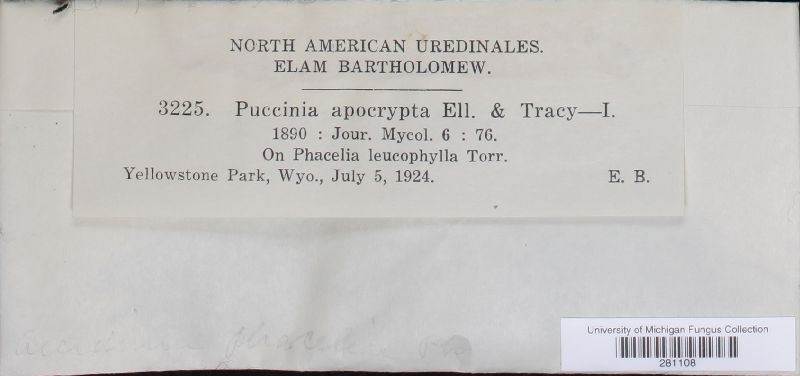 NORTH AMERICAN UREDINALES.
ELAM BARTHOLOMEW.
3225. Puccinia apocrypta Ell. & Tracy—I.
1890 : Jour. Mycol. 6 : 76.
On Phacelia leucophylla Torr.
Yellowstone Park, Wyo., July 5, 1924. E. B.
University of Michigan Fungus Collection
281108